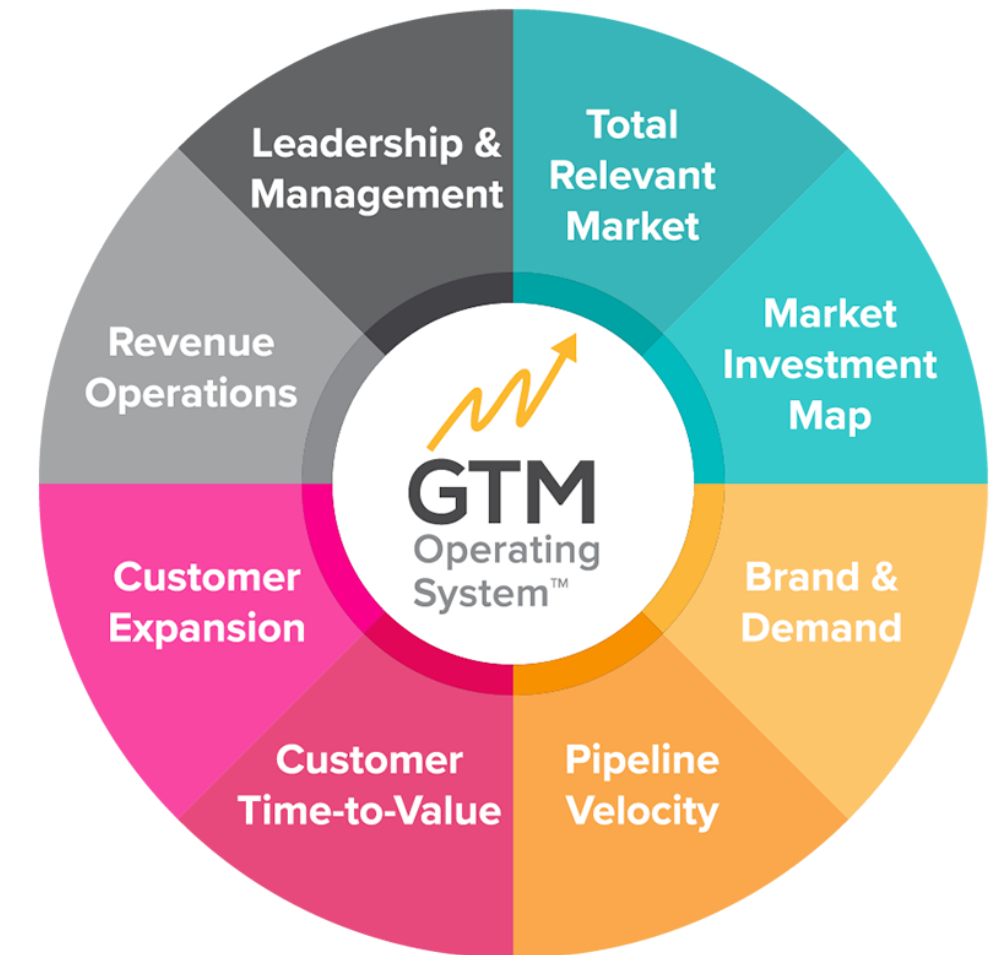 Leadership &
Management
Total
Relevant
Market
Market
Investment
Map
Brand &
Demand
Pipeline
Velocity
Customer
Time-to-Value
Customer
Expansion
Revenue
Operations
GTM
Operating
System™